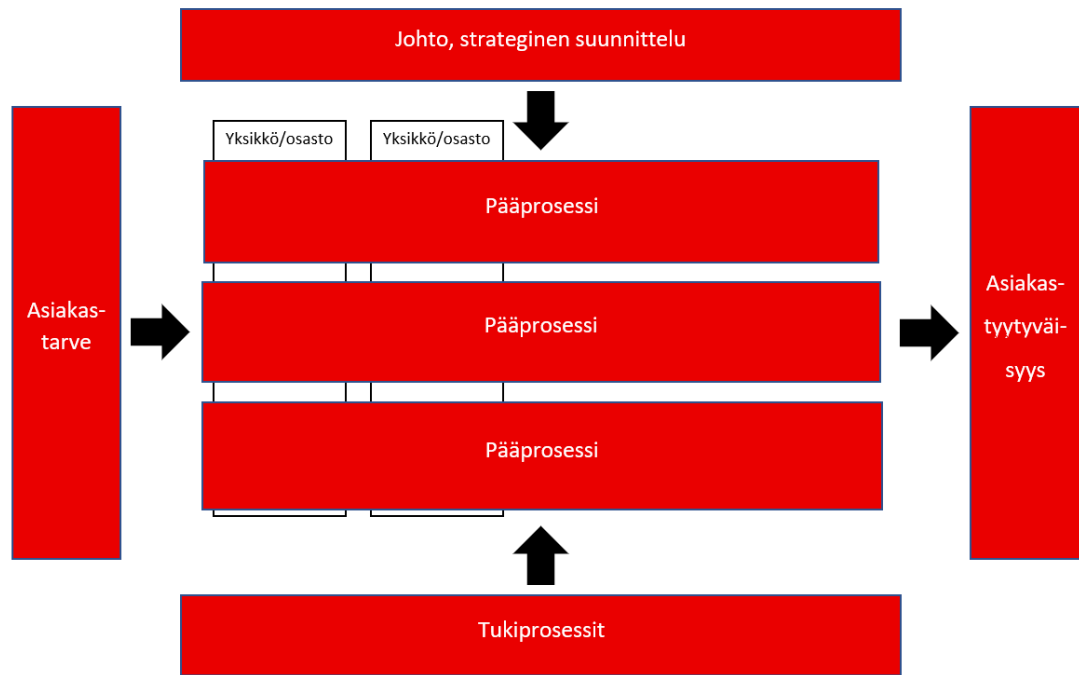 Johto, strateginen suunnittelu
Yksikkö/osasto
Yksikkö/osasto
Pääprosessi
Pääprosessi
Pääprosessi
Asiakas-
tarve
Asiakas-
tyytyväi-
syys
Tukiprosessit